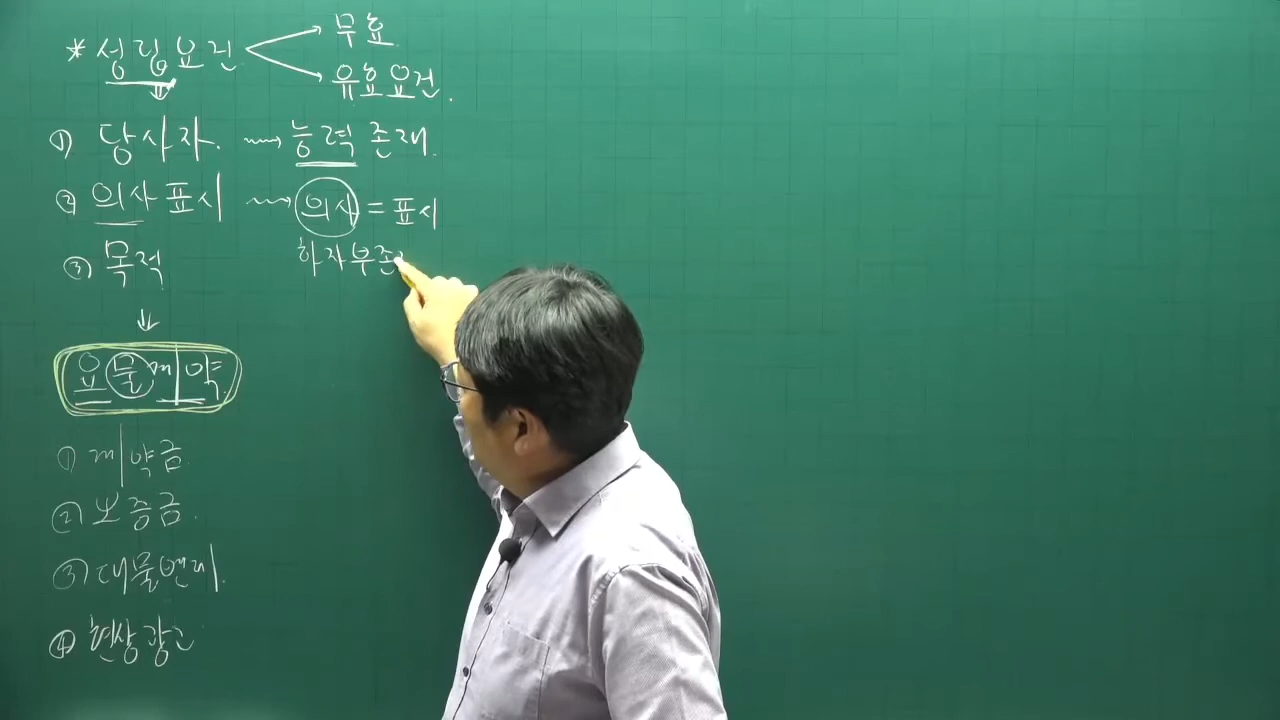 * 성립요건
무효
유효요건.
① 당사자. 능력 존재.
② 의사표시 의사 = 표시
하자부존
③ 목적
요물계약
① 계약금
② 보증금.
③ 대물변제.
④ 현상광고